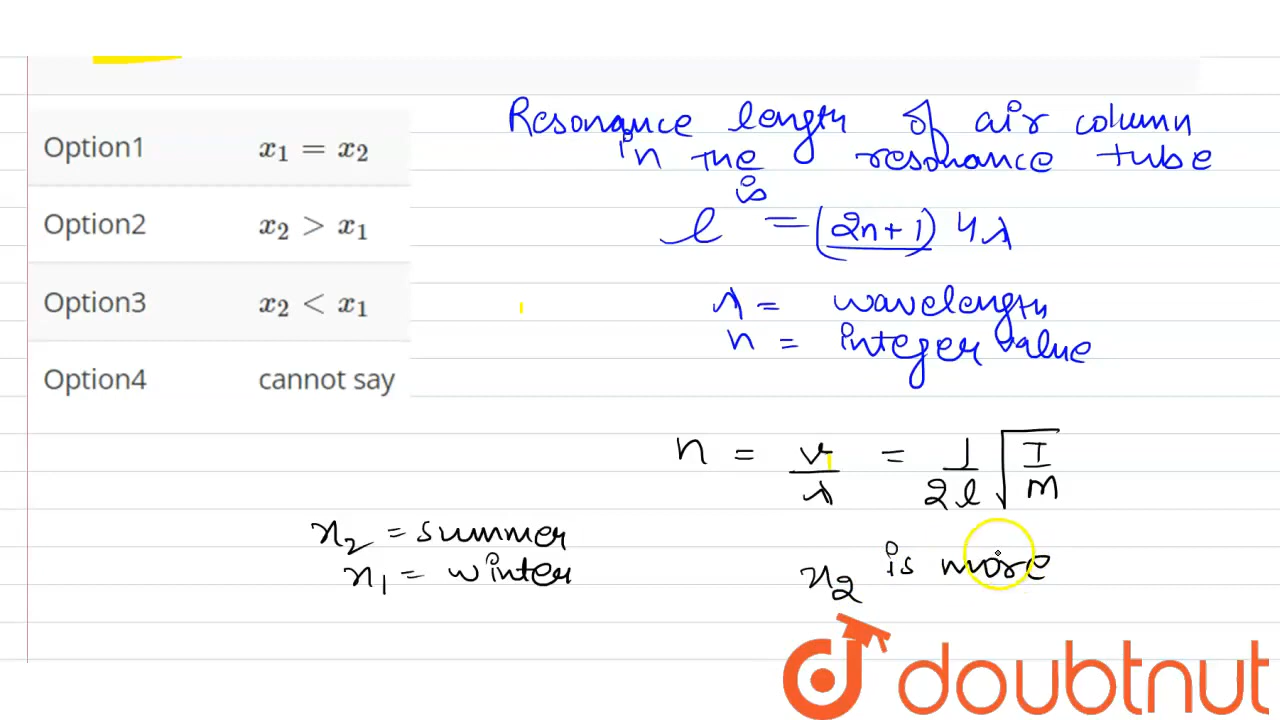 Option1 x₁ = x₂
Option2 x₂ > x₁
Option3 x₂ < x₁
Option4 cannot say
Resonance length of air column
in the resonance tube
is
l = (2n+1) 4λ
λ = wavelength
n = integer value
n = v/λ = 1/2l √T/m
x₂ = summer
x₁ = winter
x₂ is more
doubtnut